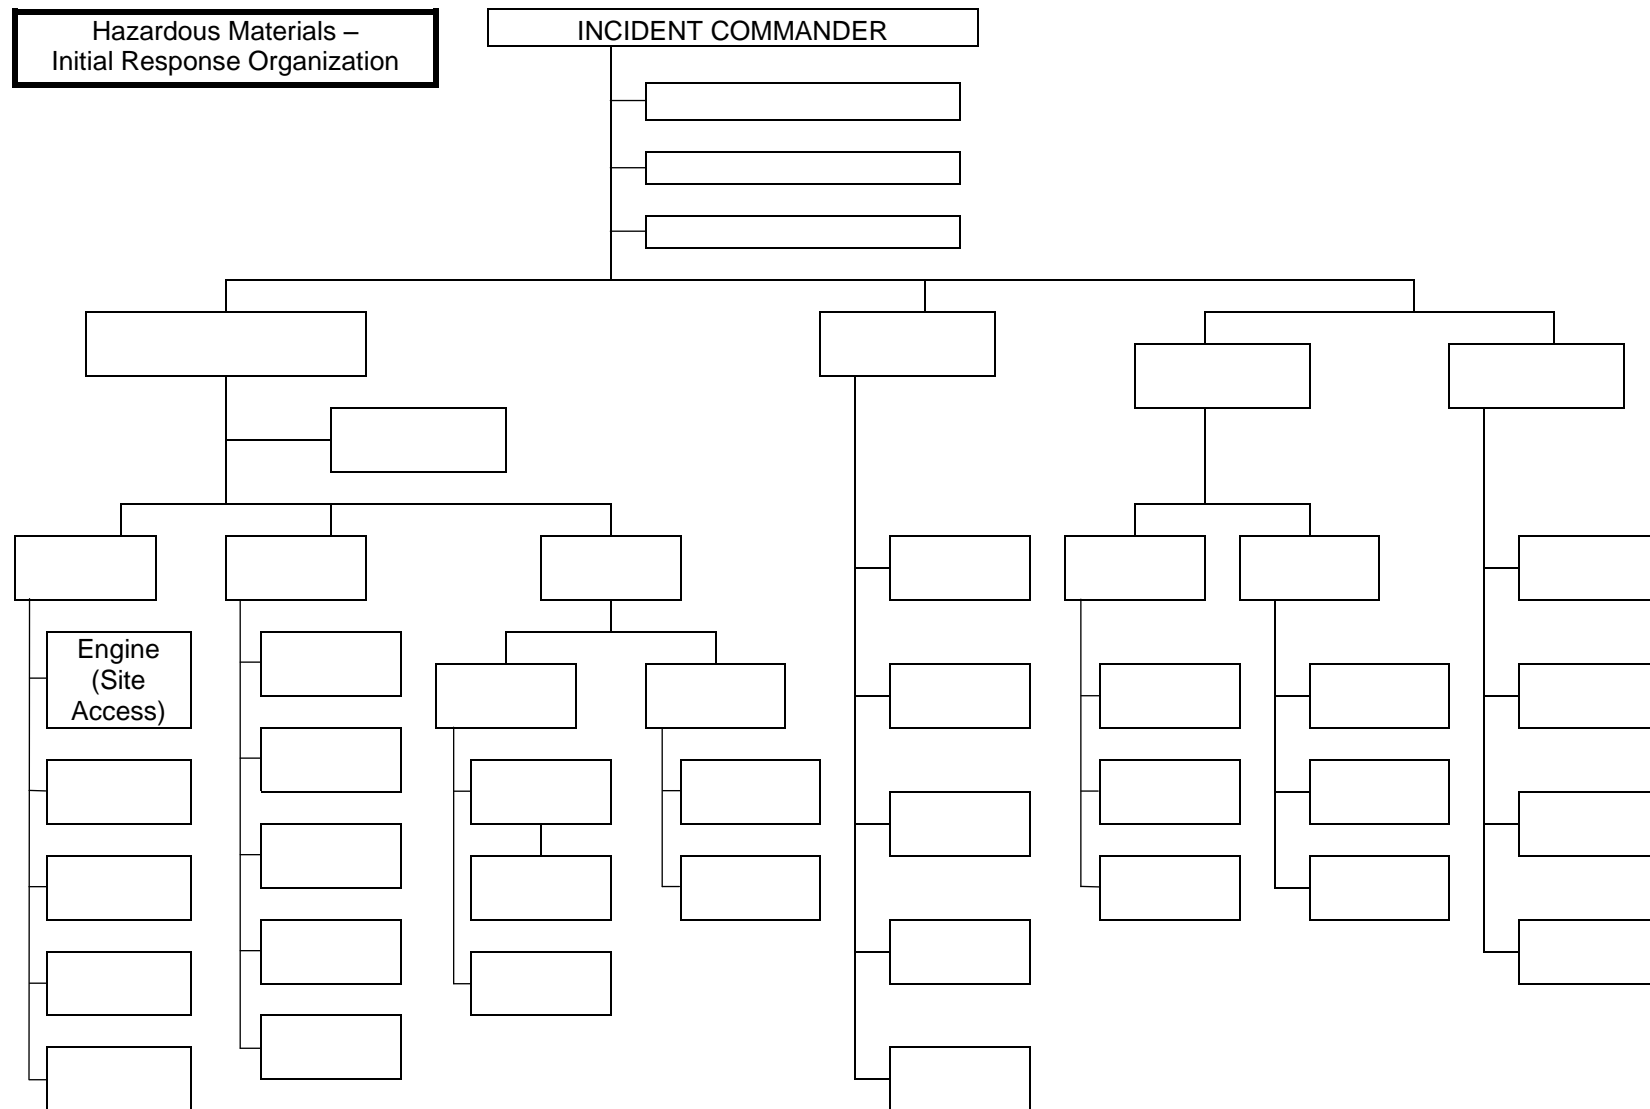 Hazardous Materials –
Initial Response Organization
INCIDENT COMMANDER
Engine
(Site
Access)